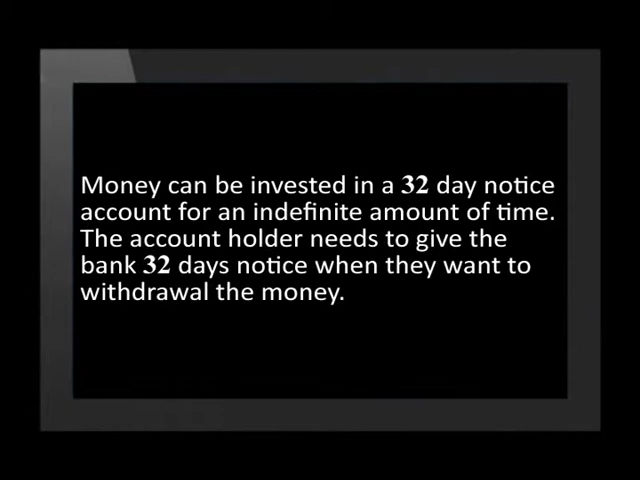 Money can be invested in a 32 day notice
account for an indefinite amount of time.
The account holder needs to give the
bank 32 days notice when they want to
withdrawal the money.